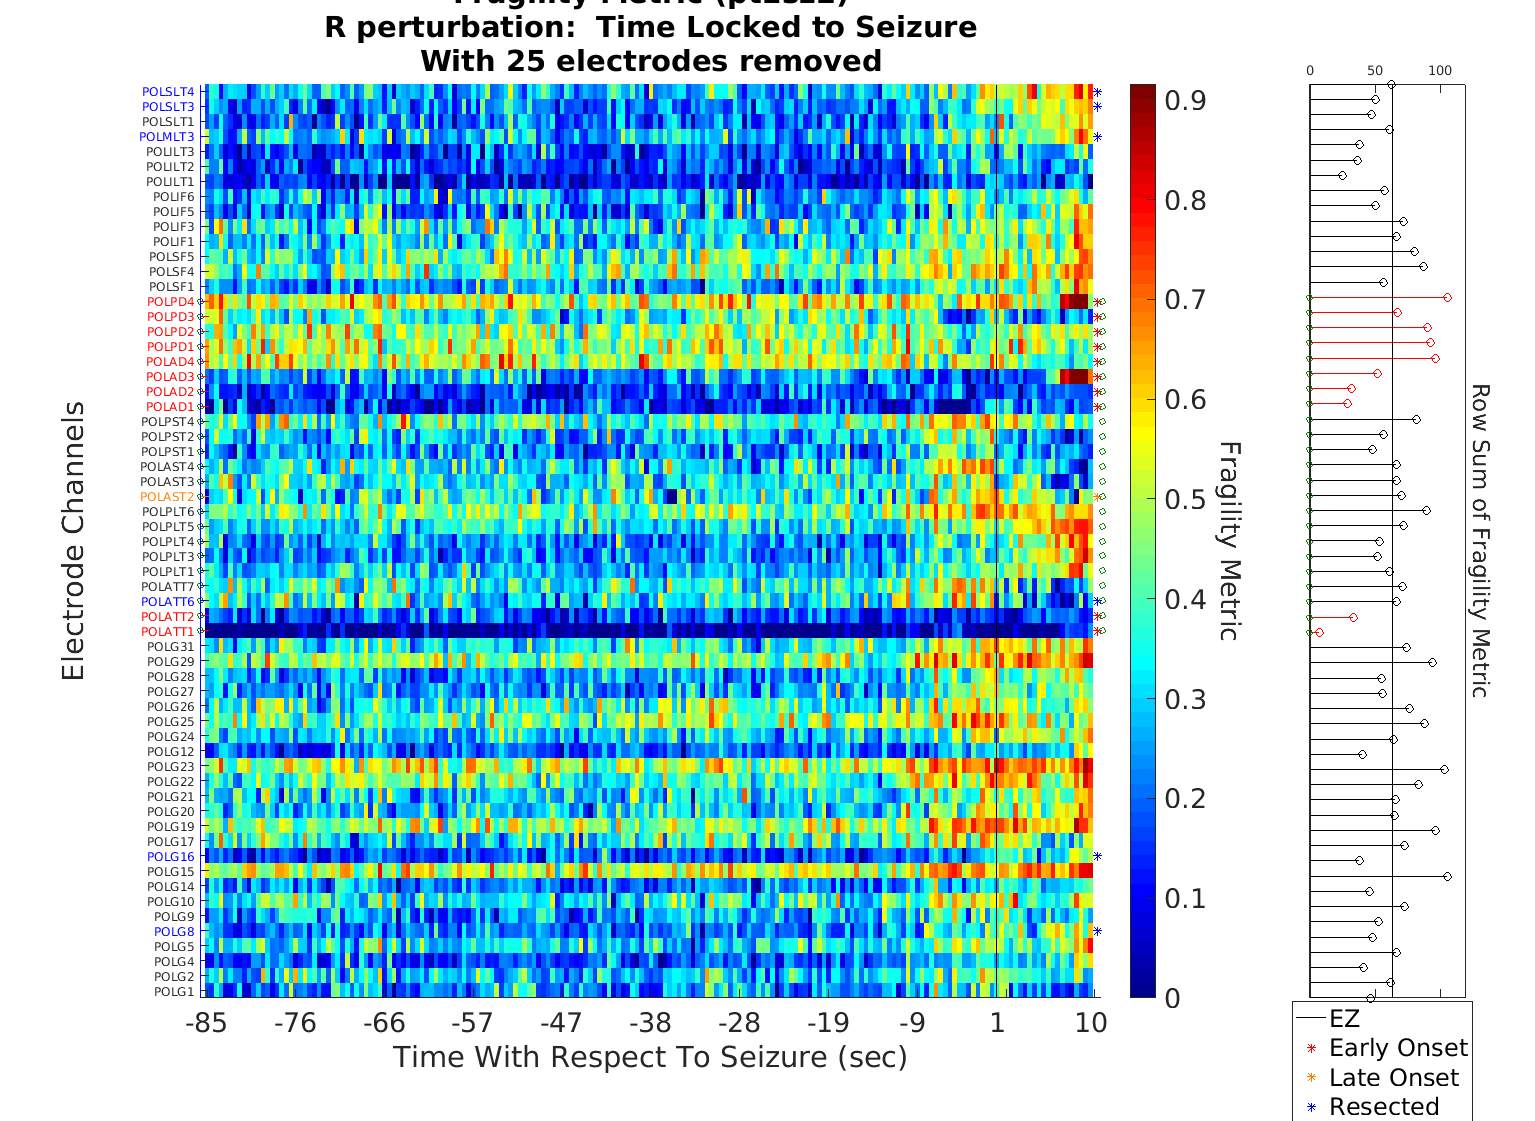 Fragility Metric (pt2sz2)
R perturbation:  Time Locked to Seizure
With 25 electrodes removed
POLSLT4
POLSLT3
POLSLT1
POLMLT3
POLILT3
POLILT2
POLILT1
POLIF6
POLIF5
POLIF3
POLIF1
POLSF5
POLSF4
POLSF1
POLPD4
POLPD3
POLPD2
POLPD1
POLAD4
POLAD3
POLAD2
POLAD1
POLPST4
POLPST2
POLPST1
POLAST4
POLAST3
POLAST2
POLPLT6
POLPLT5
POLPLT4
POLPLT3
POLPLT1
POLATT7
POLATT6
POLATT2
POLATT1
POLG31
POLG29
POLG28
POLG27
POLG26
POLG25
POLG24
POLG12
POLG23
POLG22
POLG21
POLG20
POLG19
POLG17
POLG16
POLG15
POLG14
POLG10
POLG9
POLG8
POLG5
POLG4
POLG2
POLG1
Electrode Channels
-85 -76 -66 -57 -47 -38 -28 -19 -9 1 10
Time With Respect To Seizure (sec)
0.9
0.8
0.7
0.6
0.5
0.4
0.3
0.2
0.1
0
Fragility Metric
0 50 100
Row Sum of Fragility Metric
EZ
Early Onset
Late Onset
Resected